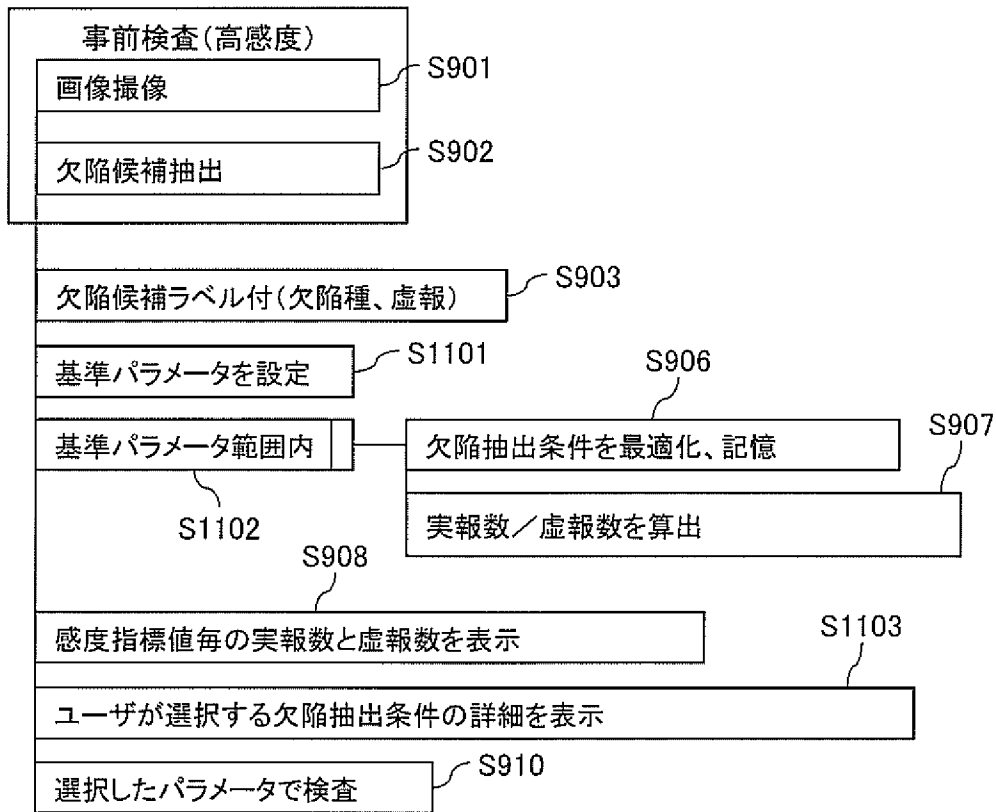 事前検査(高感度)
画像撮像
S901
欠陥候補抽出
S902
欠陥候補ラベル付(欠陥種、虚報)
S903
基準パラメータを設定
S1101
基準パラメータ範囲内
S1102
欠陥抽出条件を最適化、記憶
S906
実報数/虚報数を算出
S907
感度指標値毎の実報数と虚報数を表示
S908
ユーザが選択する欠陥抽出条件の詳細を表示
S1103
選択したパラメータで検査
S910